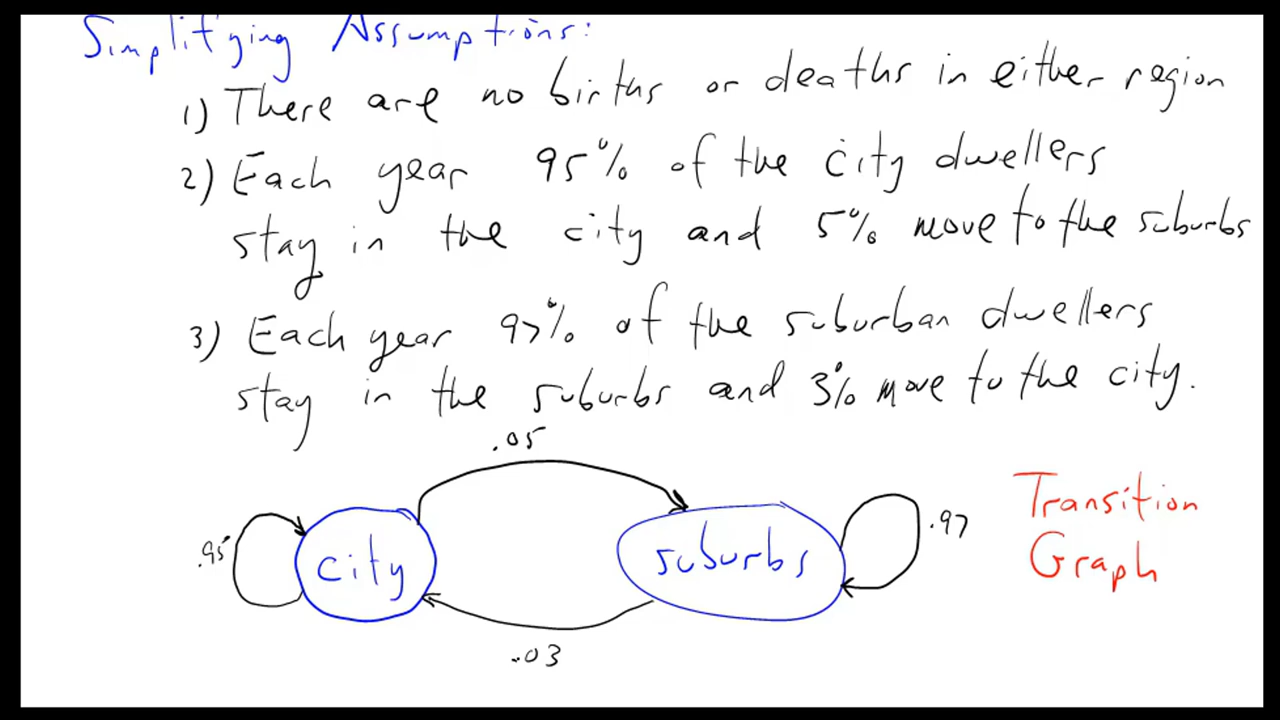 Simplifying Assumptions:
1) There are no births or deaths in either region
2) Each year 95% of the city dwellers
stay in the city and 5% move to the suburbs
3) Each year 97% of the suburban dwellers
stay in the suburbs and 3% move to the city.
.05
Transition
.95 city suburbs .97
Graph
.03